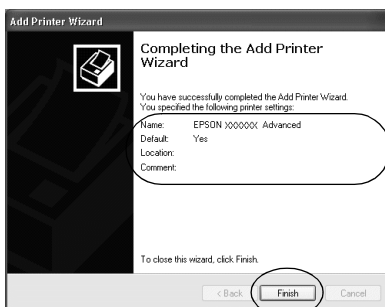 Add Printer Wizard
Completing the Add Printer
Wizard
You have successfully completed the Add Printer Wizard.
You specified the following printer settings:
Name: EPSON XXXXXX Advanced
Default: Yes
Location:
Comment:
To close this wizard, click Finish.
< Back Finish Cancel